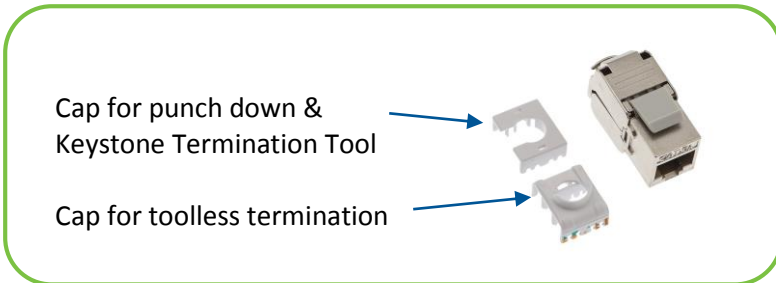 Cap for punch down &
Keystone Termination Tool
Cap for toolless termination